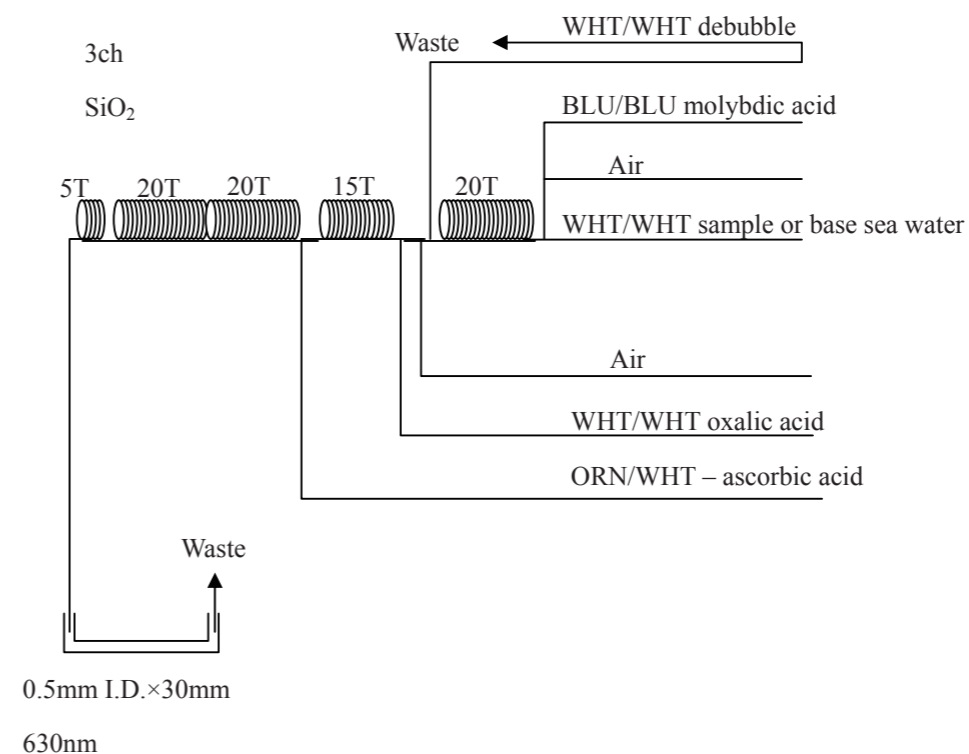 3ch
SiO₂
Waste
WHT/WHT debubble
BLU/BLU molybdic acid
Air
5T
20T
20T
15T
20T
WHT/WHT sample or base sea water
Air
WHT/WHT oxalic acid
ORN/WHT – ascorbic acid
Waste
0.5mm I.D.×30mm
630nm